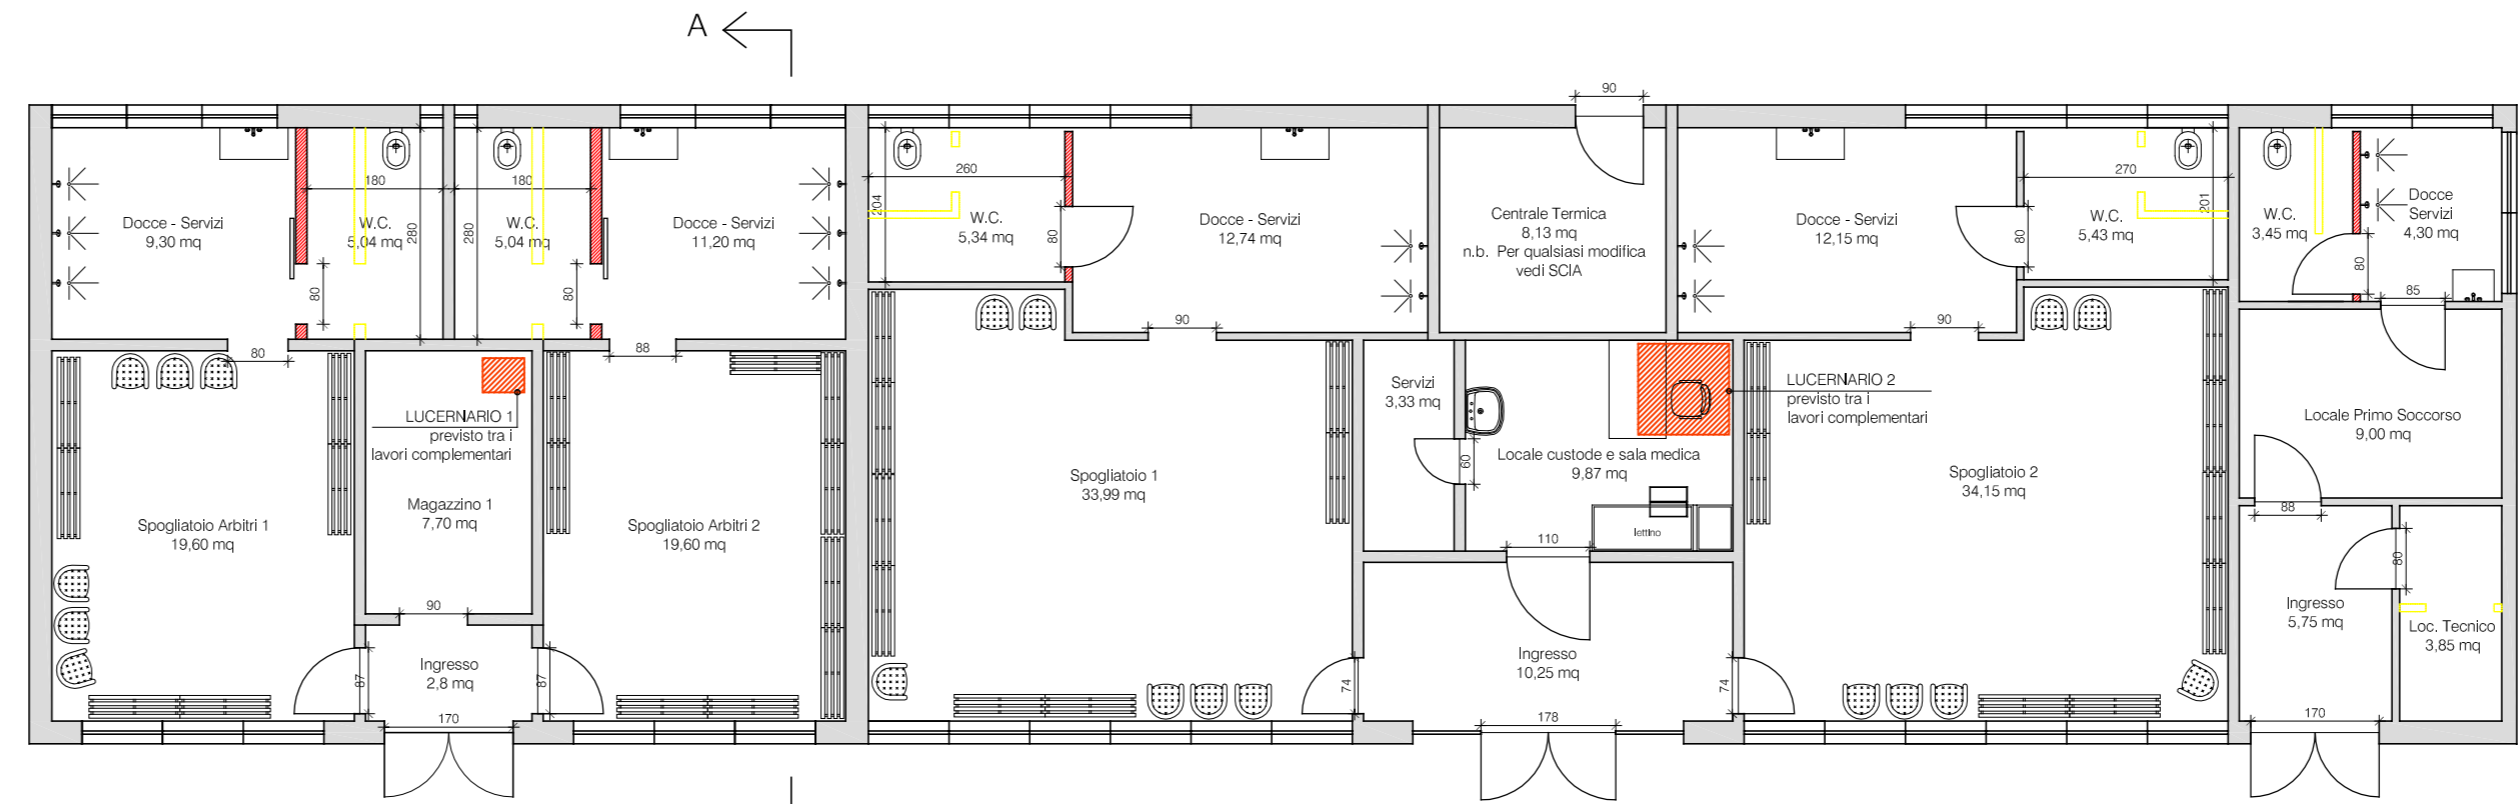 A
90
Docce - Servizi
9,30 mq
180
W.C.
5,04 mq
280
80
280
180
W.C.
5,04 mq
80
Docce - Servizi
11,20 mq
204
260
W.C.
5,34 mq
80
Docce - Servizi
12,74 mq
90
Centrale Termica
8,13 mq
n.b. Per qualsiasi modifica
vedi SCIA
Docce - Servizi
12,15 mq
90
80
270
W.C.
5,43 mq
201
W.C.
3,45 mq
80
Docce
Servizi
4,30 mq
85
80
88
LUCERNARIO 1
previsto tra i
lavori complementari
Magazzino 1
7,70 mq
90
Spogliatoio Arbitri 1
19,60 mq
Spogliatoio Arbitri 2
19,60 mq
Ingresso
2,8 mq
87
87
170
Spogliatoio 1
33,99 mq
Servizi
3,33 mq
60
LUCERNARIO 2
previsto tra i
lavori complementari
Locale custode e sala medica
9,87 mq
lettino
110
Ingresso
10,25 mq
74
74
178
Spogliatoio 2
34,15 mq
Locale Primo Soccorso
9,00 mq
88
80
Ingresso
5,75 mq
Loc. Tecnico
3,85 mq
170